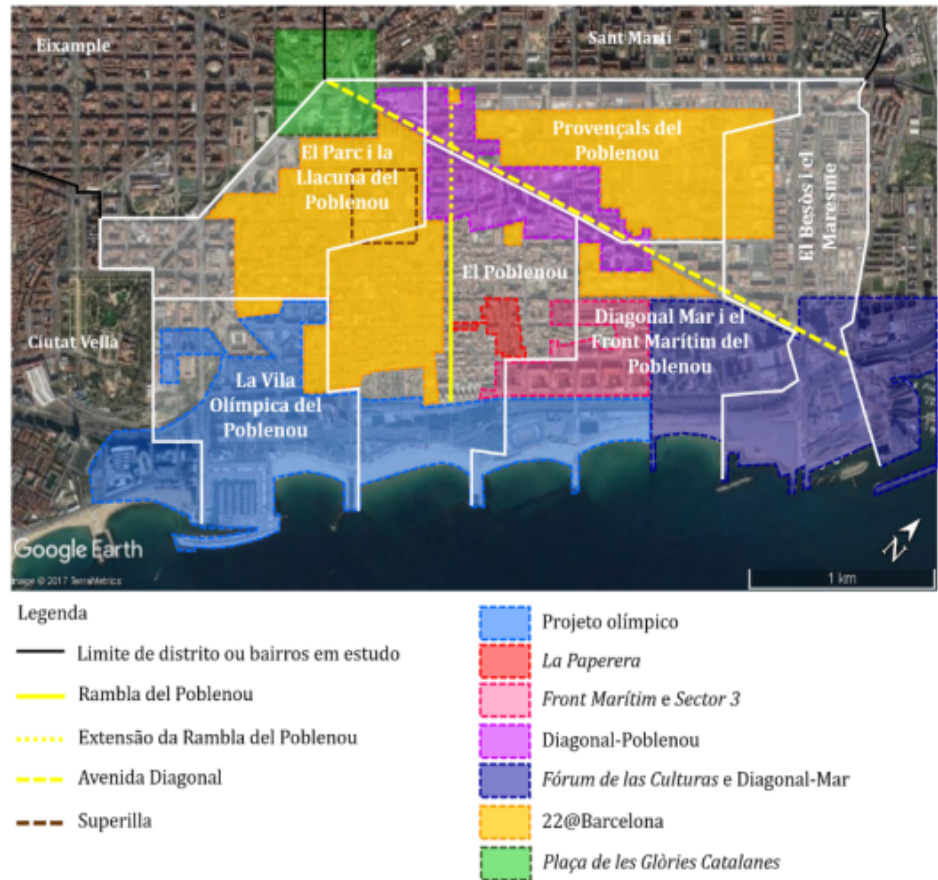 Eixample
Sant Martí
Provençals del
Poblenou
El Parc i la
Llacuna del
Poblenou
El Besòs i el
Maresme
El Poblenou
Diagonal Mar i el
Front Marítim del
Poblenou
Ciutat Vella
La Vila
Olímpica del
Poblenou
Google Earth
Image © 2017 TerraMetrics
N
1 km
Legenda
Limite de distrito ou bairros em estudo
Rambla del Poblenou
Extensão da Rambla del Poblenou
Avenida Diagonal
Superilla
Projeto olímpico
La Paperera
Front Marítim e Sector 3
Diagonal-Poblenou
Fórum de las Culturas e Diagonal-Mar
22@Barcelona
Plaça de les Glòries Catalanes